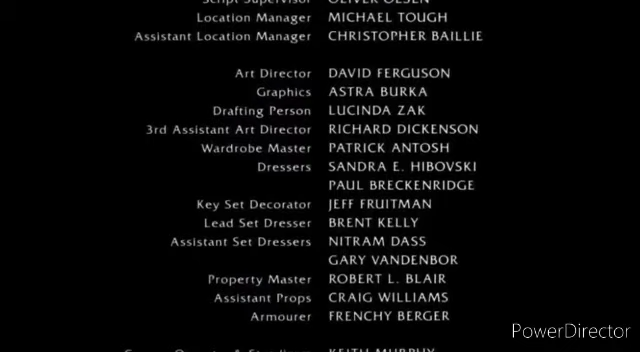 Script Supervisor OLIVER OLSEN
Location Manager MICHAEL TOUGH
Assistant Location Manager CHRISTOPHER BAILLIE
Art Director DAVID FERGUSON
Graphics ASTRA BURKA
Drafting Person LUCINDA ZAK
3rd Assistant Art Director RICHARD DICKENSON
Wardrobe Master PATRICK ANTOSH
Dressers SANDRA E. HIBOVSKI
PAUL BRECKENRIDGE
Key Set Decorator JEFF FRUITMAN
Lead Set Dresser BRENT KELLY
Assistant Set Dressers NITRAM DASS
GARY VANDENBOR
Property Master ROBERT L. BLAIR
Assistant Props CRAIG WILLIAMS
Armourer FRENCHY BERGER
KEITH MURPHY
PowerDirector